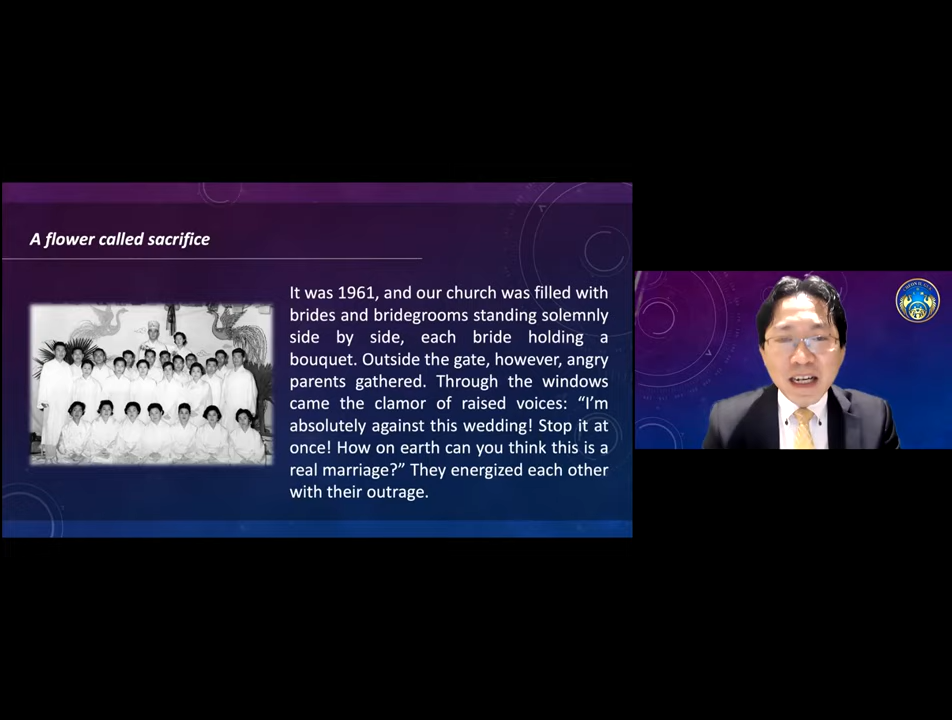 A flower called sacrifice
It was 1961, and our church was filled with
brides and bridegrooms standing solemnly
side by side, each bride holding a
bouquet. Outside the gate, however, angry
parents gathered. Through the windows
came the clamor of raised voices: “I’m
absolutely against this wedding! Stop it at
once! How on earth can you think this is a
real marriage?” They energized each other
with their outrage.